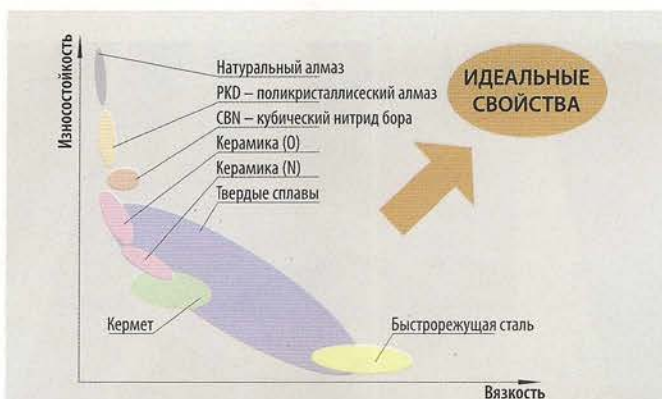 Износостойкость
Натуральный алмаз
PKD – поликристаллисеский алмаз
CBN – кубический нитрид бора
Керамика (O)
Керамика (N)
Твердые сплавы
ИДЕАЛЬНЫЕ
СВОЙСТВА
Кермет
Быстрорежущая сталь
Вязкость